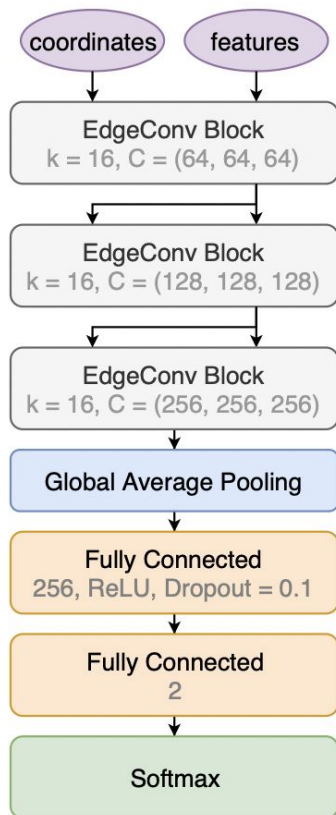 coordinates features
EdgeConv Block
k = 16, C = (64, 64, 64)
EdgeConv Block
k = 16, C = (128, 128, 128)
EdgeConv Block
k = 16, C = (256, 256, 256)
Global Average Pooling
Fully Connected
256, ReLU, Dropout = 0.1
Fully Connected
2
Softmax